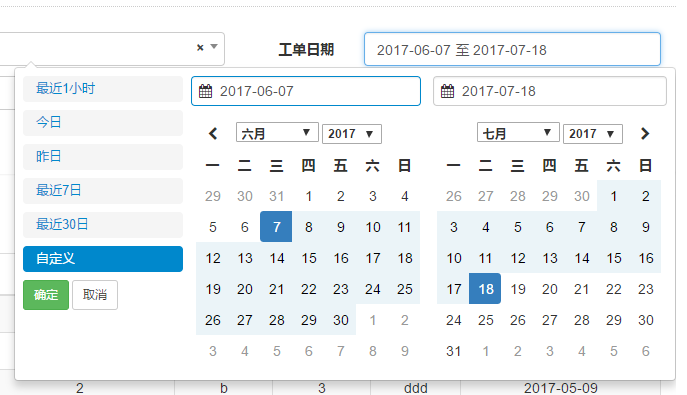 × 工单日期 2017-06-07 至 2017-07-18
最近1小时
今日
昨日
最近7日
最近30日
自定义
确定 取消
2017-06-07
六月 2017
一 二 三 四 五 六 日
29 30 31 1 2 3 4
5 6 7 8 9 10 11
12 13 14 15 16 17 18
19 20 21 22 23 24 25
26 27 28 29 30 1 2
3 4 5 6 7 8 9
2017-07-18
七月 2017
一 二 三 四 五 六 日
26 27 28 29 30 1 2
3 4 5 6 7 8 9
10 11 12 13 14 15 16
17 18 19 20 21 22 23
24 25 26 27 28 29 30
31 1 2 3 4 5 6
2 b 3 ddd 2017-05-09